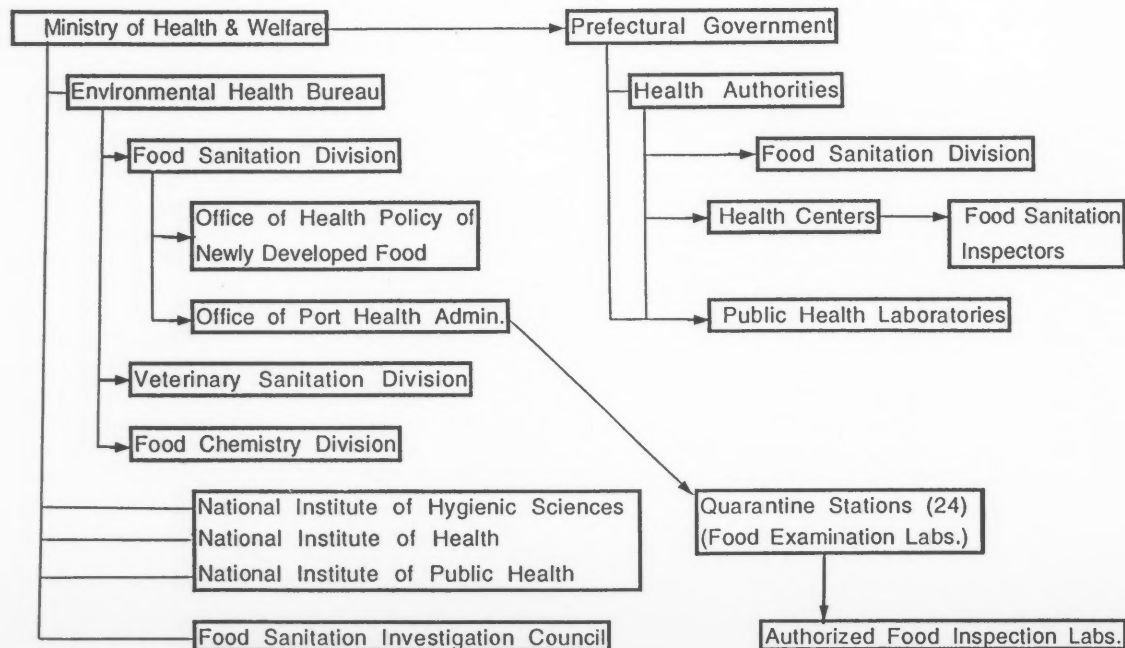 Ministry of Health & Welfare
Prefectural Government
Environmental Health Bureau
Health Authorities
Food Sanitation Division
Food Sanitation Division
Office of Health Policy of
Newly Developed Food
Health Centers
Food Sanitation
Inspectors
Office of Port Health Admin.
Public Health Laboratories
Veterinary Sanitation Division
Food Chemistry Division
National Institute of Hygienic Sciences
National Institute of Health
National Institute of Public Health
Quarantine Stations (24)
(Food Examination Labs.)
Food Sanitation Investigation Council
Authorized Food Inspection Labs.